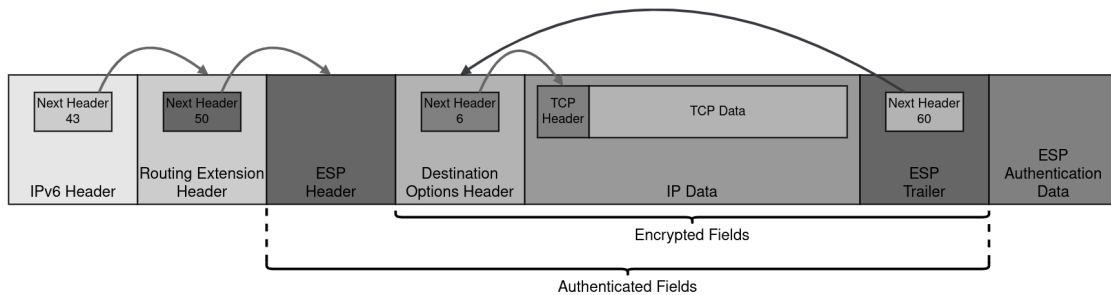 Next Header
43
IPv6 Header
Next Header
50
Routing Extension
Header
ESP
Header
Next Header
6
Destination
Options Header
TCP
Header
TCP Data
IP Data
Next Header
60
ESP
Trailer
ESP
Authentication
Data
Encrypted Fields
Authenticated Fields